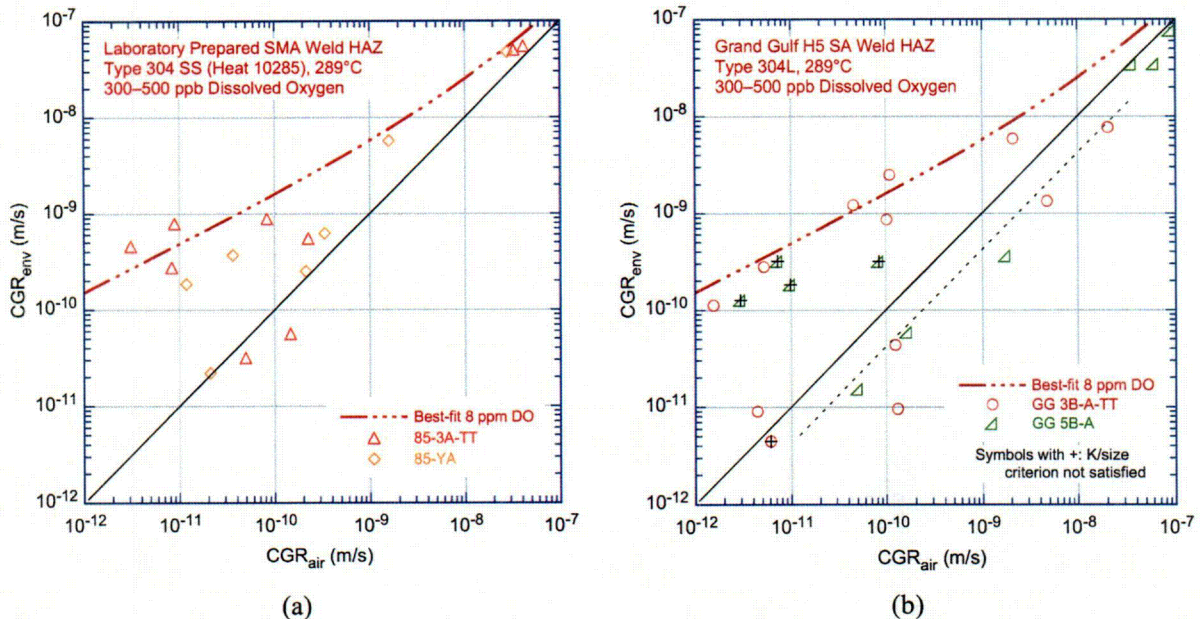 Laboratory Prepared SMA Weld HAZ
Type 304 SS (Heat 10285), 289°C
300–500 ppb Dissolved Oxygen
10-7
10-8
10-9
10-10
10-11
10-12
CGRenv (m/s)
Best-fit 8 ppm DO
85-3A-TT
85-YA
10-12 10-11 10-10 10-9 10-8 10-7
CGRair (m/s)
(a)
Grand Gulf H5 SA Weld HAZ
Type 304L, 289°C
300–500 ppb Dissolved Oxygen
10-7
10-8
10-9
10-10
10-11
10-12
CGRenv (m/s)
Best-fit 8 ppm DO
GG 3B-A-TT
GG 5B-A
Symbols with +: K/size
criterion not satisfied
10-12 10-11 10-10 10-9 10-8 10-7
CGRair (m/s)
(b)